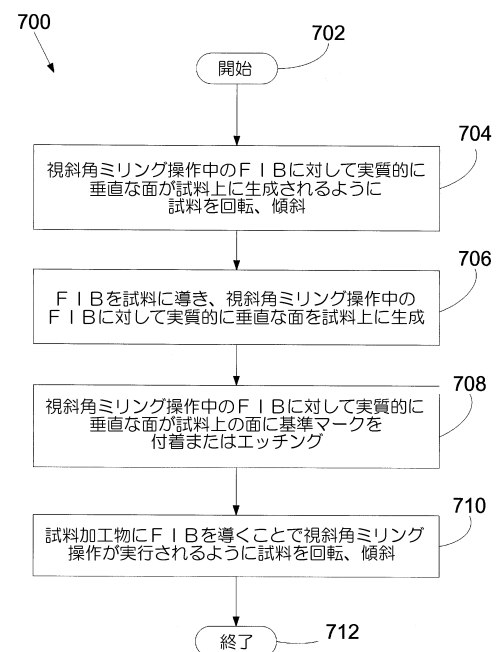 700
702
開始
704
視斜角ミリング操作中のＦＩＢに対して実質的に
垂直な面が試料上に生成されるように
試料を回転、傾斜
706
ＦＩＢを試料に導き、視斜角ミリング操作中の
ＦＩＢに対して実質的に垂直な面を試料上に生成
708
視斜角ミリング操作中のＦＩＢに対して実質的に
垂直な面が試料上の面に基準マークを
付着またはエッチング
710
試料加工物にＦＩＢを導くことで視斜角ミリング
操作が実行されるように試料を回転、傾斜
終了
712